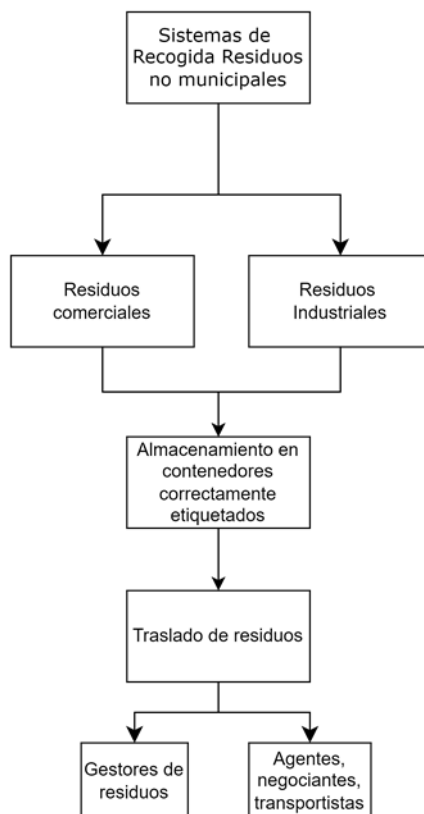 Sistemas de
Recogida Residuos
no municipales
Residuos
comerciales
Residuos
Industriales
Almacenamiento en
contenedores
correctamente
etiquetados
Traslado de residuos
Gestores de
residuos
Agentes,
negociantes,
transportistas